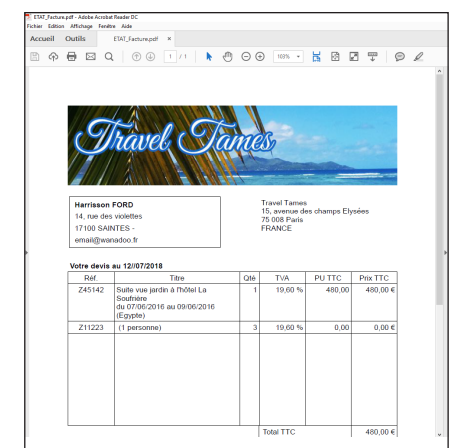 ETAT_Facture.pdf - Adobe Acrobat Reader DC
Fichier Edition Affichage Fenêtre Aide
Accueil Outils ETAT_Facture.pdf ×
1 / 1 100%
Travel Tames
Harrisson FORD
14, rue des violettes
17100 SAINTES -
email@wanadoo.fr
Travel Tames
15, avenue des champs Elysées
75 008 Paris
FRANCE
Votre devis au 12//07/2018
Réf. Titre Qté TVA PU TTC Prix TTC
Z45142 Suite vue jardin à l'hôtel La 1 19,60 % 480,00 480,00 €
Soufrière
du 07/06/2016 au 09/06/2016
(Egypte)
Z11223 (1 personne) 3 19,60 % 0,00 0,00 €
Total TTC 480,00 €